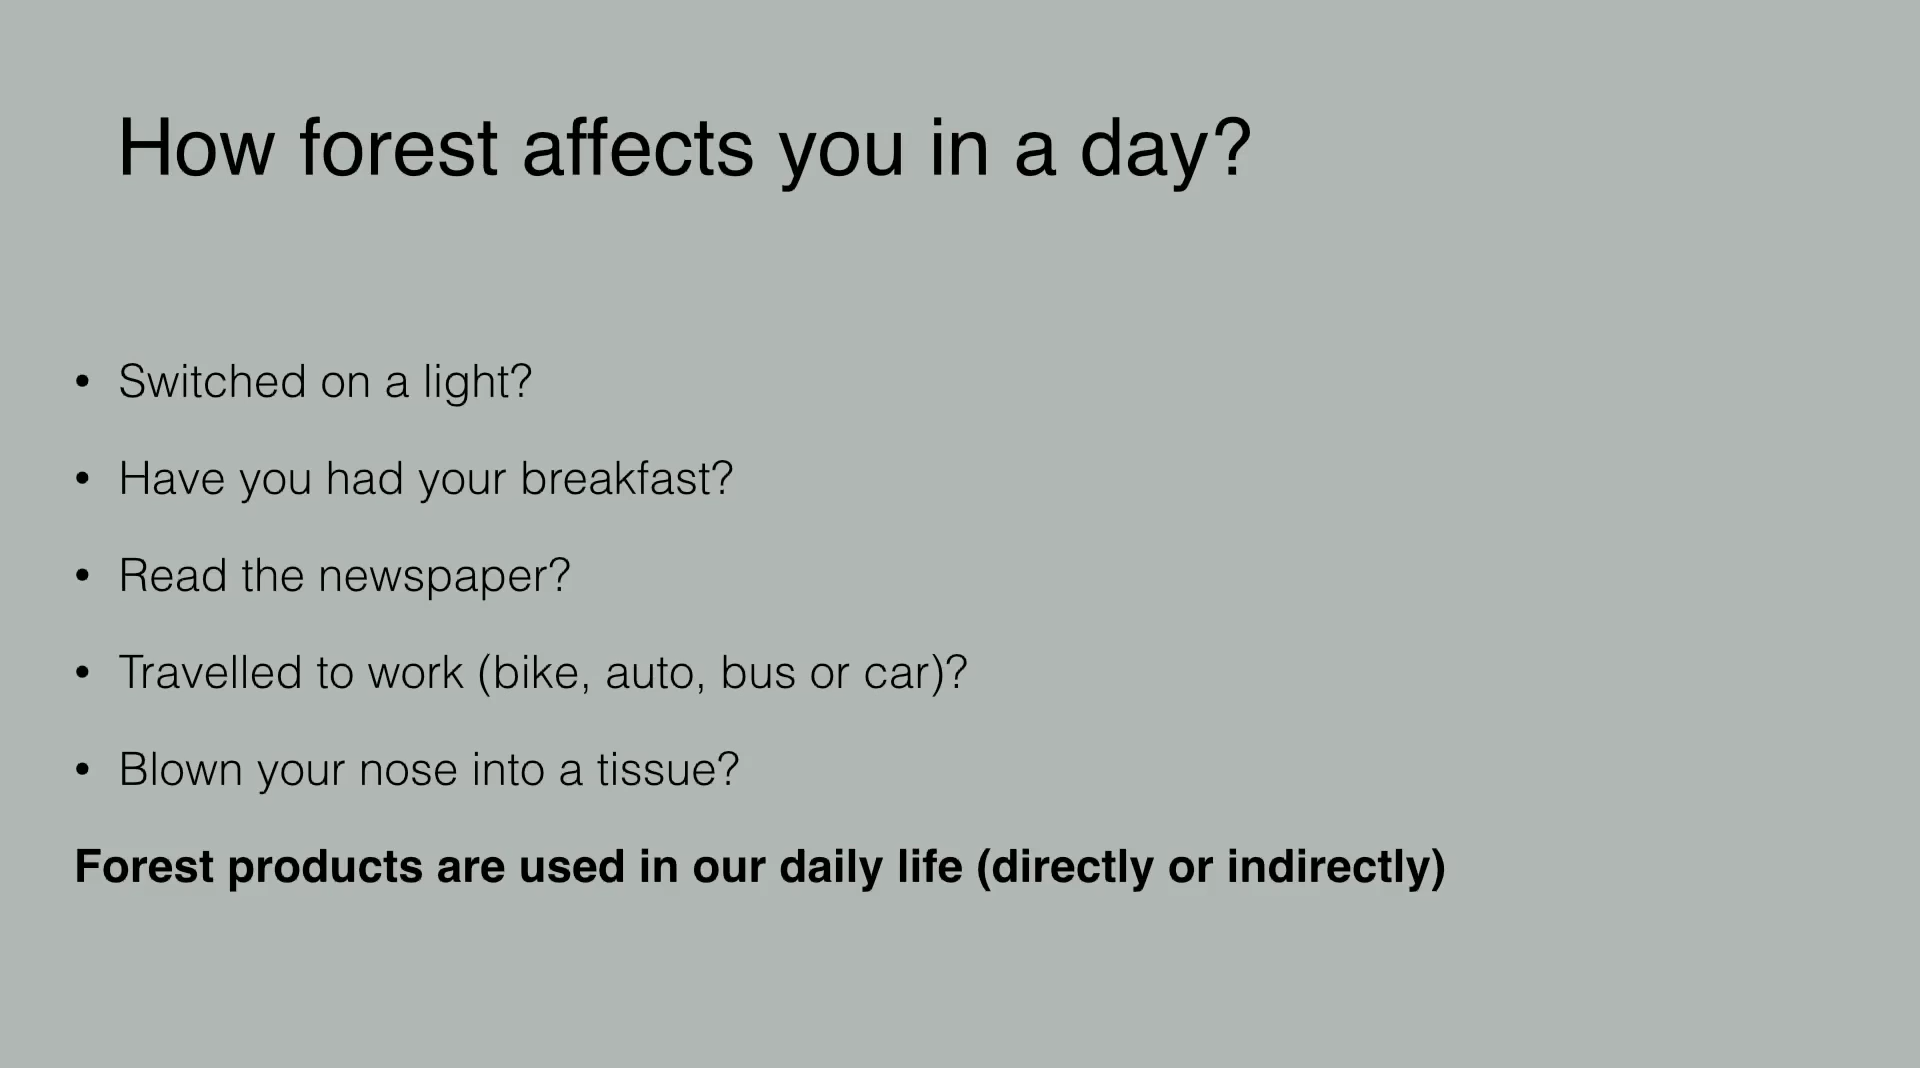 How forest affects you in a day?
• Switched on a light?
• Have you had your breakfast?
• Read the newspaper?
• Travelled to work (bike, auto, bus or car)?
• Blown your nose into a tissue?
Forest products are used in our daily life (directly or indirectly)